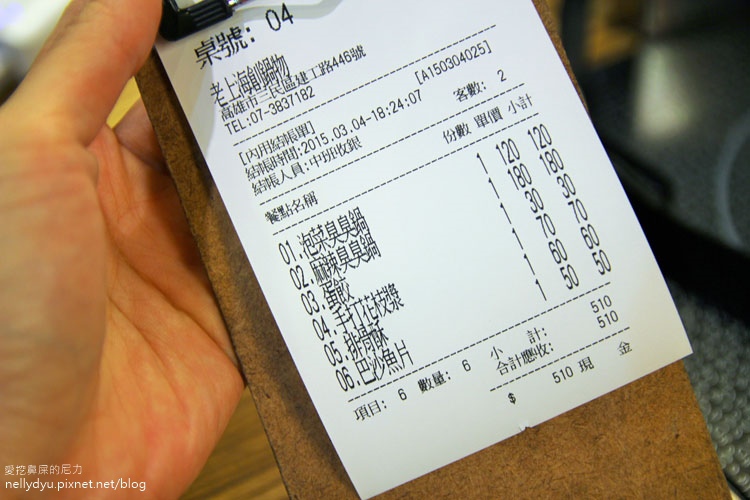 桌號: 04
老上海創鍋物
高雄市三民區建工路446號
TEL:07-3837182
[A150304025]
[內用結帳單]
結帳時間:2015.03.04-18:24:07
結帳人員:中班收銀 客數: 2
餐點名稱 份數 單價 小計
01.泡菜臭臭鍋 1 120 120
02.麻辣臭臭鍋 1 180 180
03.蛋餃 1 30 30
04.手打花枝漿 1 70 70
05.排骨酥 1 60 60
06.巴沙魚片 1 50 50
項目: 6 數量: 6 小 計: 510
合計應收: 510
$ 510 現 金
愛挖鼻屎的尼力
nellydyu.pixnet.net/blog